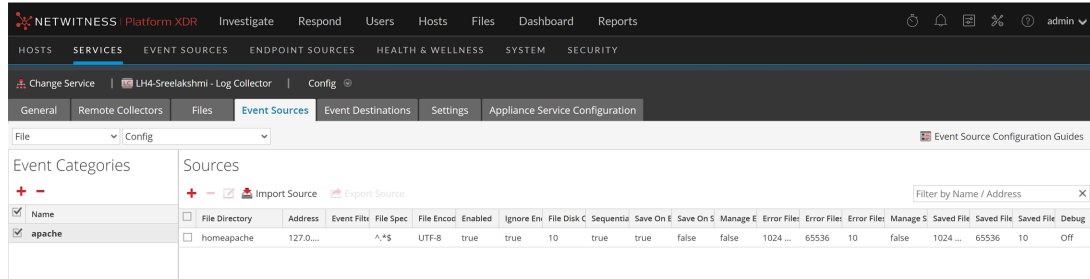 NETWITNESS | Platform XDR Investigate Respond Users Hosts Files Dashboard Reports admin
HOSTS SERVICES EVENT SOURCES ENDPOINT SOURCES HEALTH & WELLNESS SYSTEM SECURITY
Change Service | LH4-Sreelakshmi - Log Collector | Config
General Remote Collectors Files Event Sources Event Destinations Settings Appliance Service Configuration
File Config Event Source Configuration Guides
Event Categories Sources
Import Source Export Source Filter by Name / Address
Name File Directory Address Event Filte File Spec File Encod Enabled Ignore En File Disk Q Sequentia Save On E Save On S Manage E Error Files Error Files Error Files Manage S Saved File Saved File Saved File Debug
apache homeapache 127.0.... ^.*$ UTF-8 true true 10 true true false false 1024 ... 65536 10 false 1024 ... 65536 10 Off